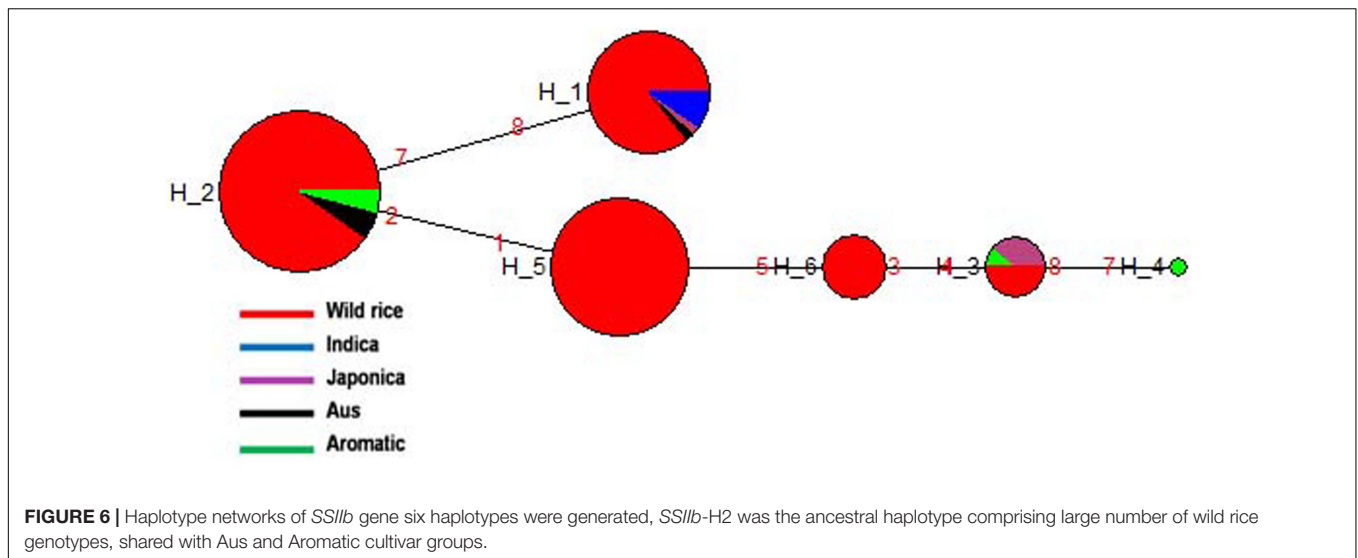 H_1
8
7
H_2
2
1
H_5
5
H_6
3
4
H_3
8
7
H_4
Wild rice
Indica
Japonica
Aus
Aromatic
FIGURE 6 | Haplotype networks of SSIIb gene six haplotypes were generated, SSIIb-H2 was the ancestral haplotype comprising large number of wild rice
genotypes, shared with Aus and Aromatic cultivar groups.